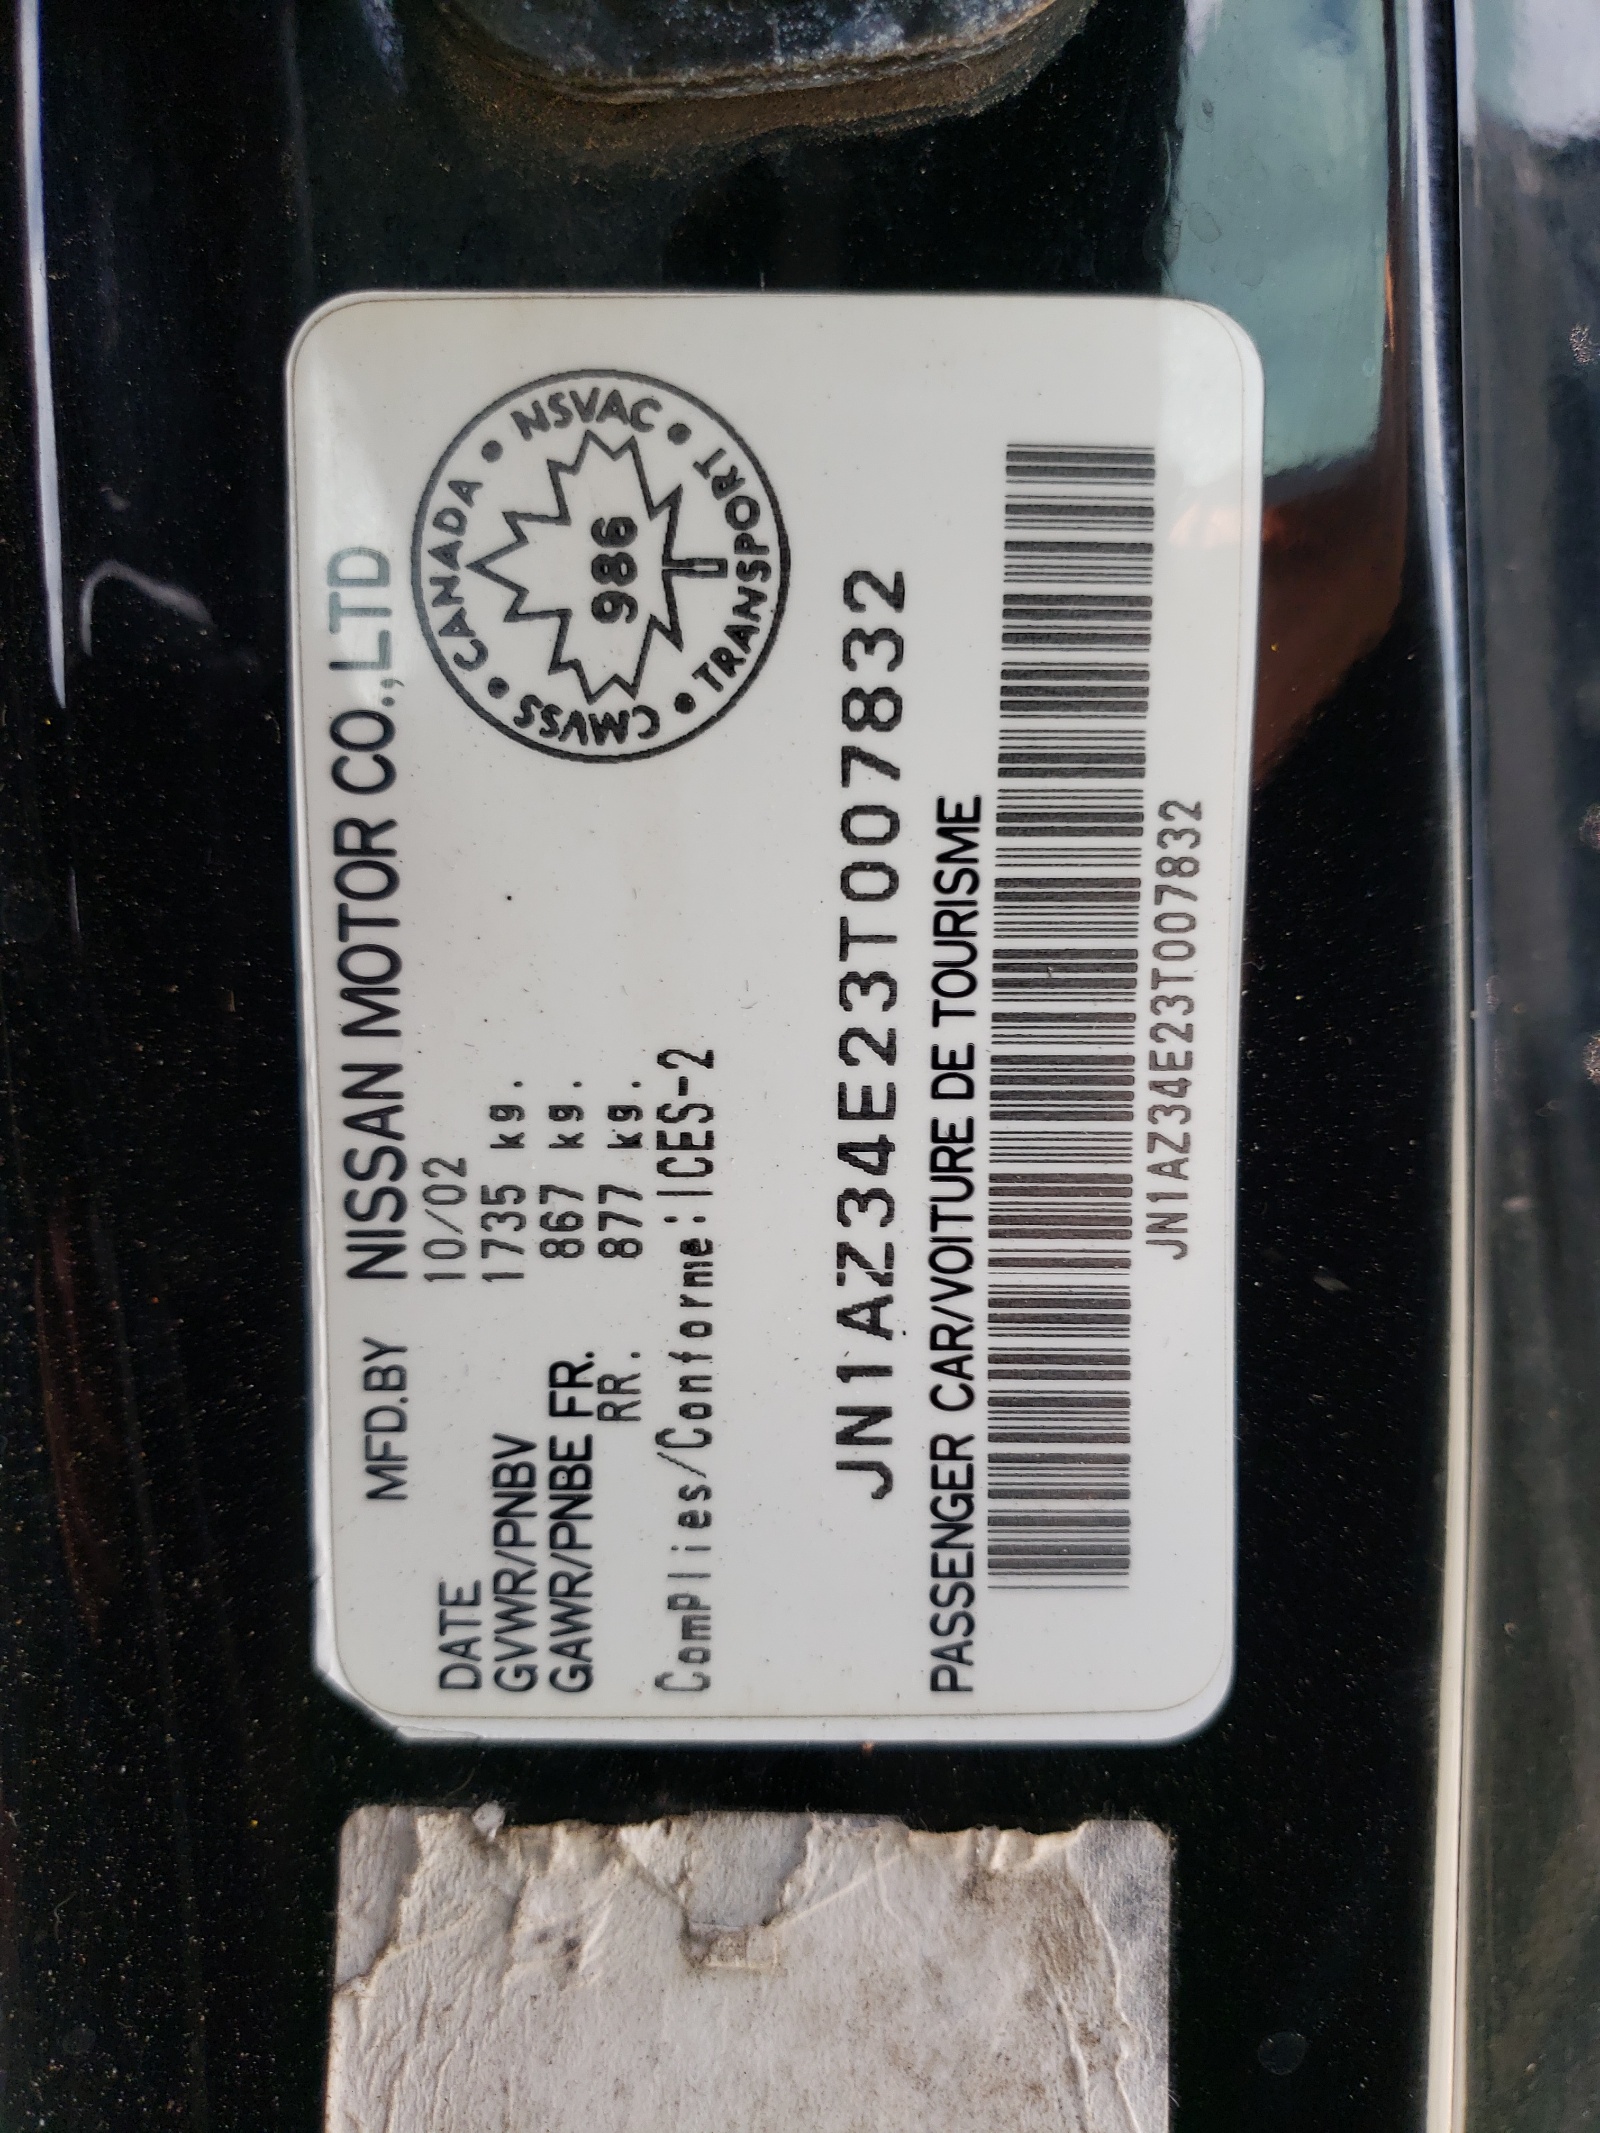 MFD.BY NISSAN MOTOR CO.,LTD
DATE 10/02
GVWR/PNBV 1735 kg.
GAWR/PNBE FR. 867 kg.
RR. 877 kg.
ComPlies/Conforme:ICES-2
CANADA • NSVAC • TRANSPORT • CMVSS •
986
JN1AZ34E23T007832
PASSENGER CAR/VOITURE DE TOURISME
JN1AZ34E23T007832